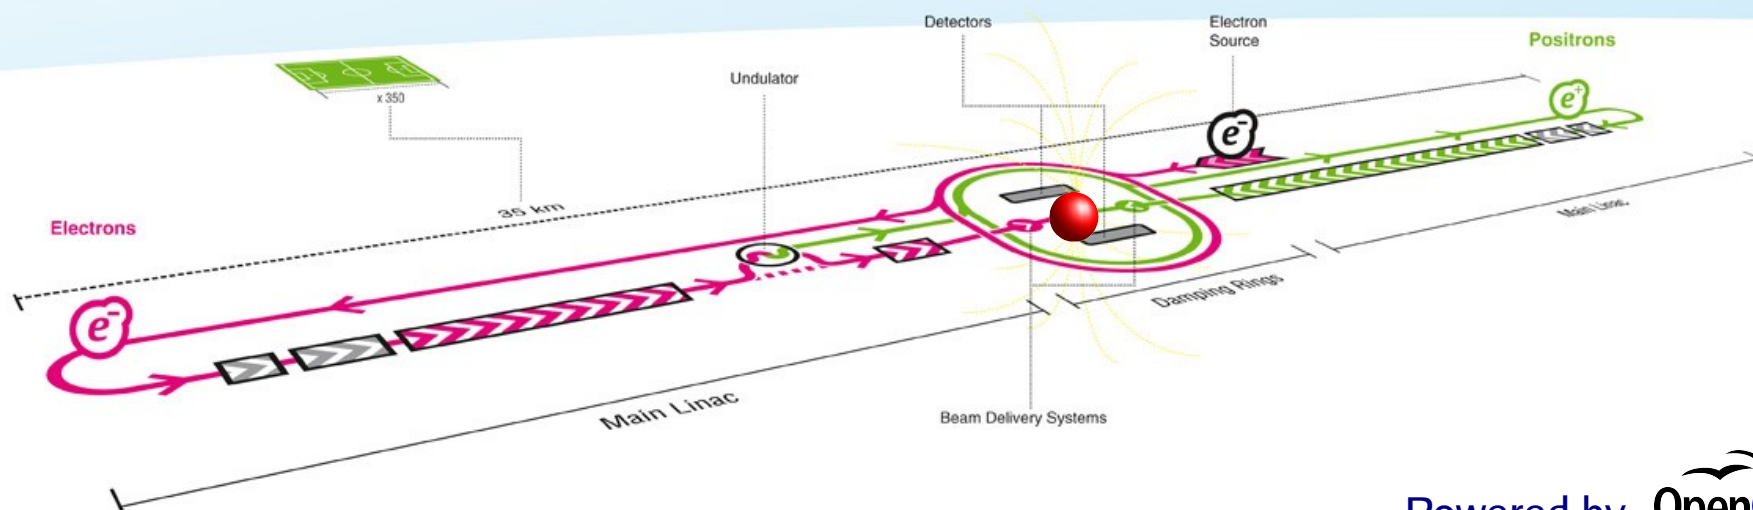 Detectors
Electron
Source
Positrons
Undulator
x 350
e⁺
e⁻
35 km
Electrons
e⁻
Main Linac
Damping Rings
Main Linac
Beam Delivery Systems
Powered by
Open